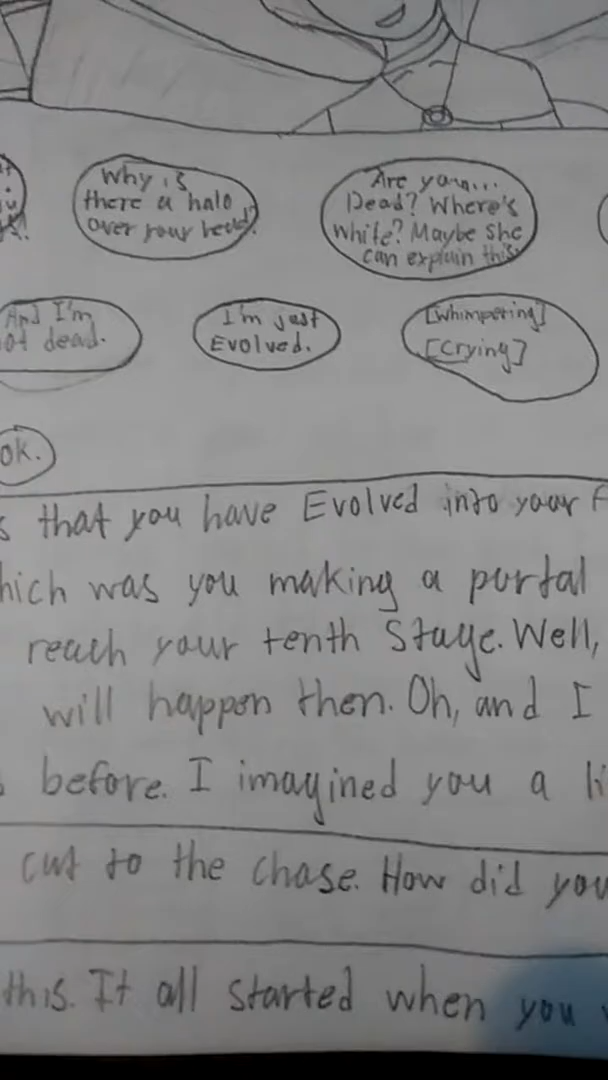 Why is
there a halo
over your head?
Are you...
Dead? Where's
white? Maybe she
can explain this.
And I'm
not dead.
I'm just
Evolved.
[Whimpering]
[Crying]
ok.
that you have Evolved into your F
hich was you making a portal
reach your tenth Stage. Well,
will happen then. Oh, and I
before. I imagined you a li
cut to the chase. How did you
this. It all started when you